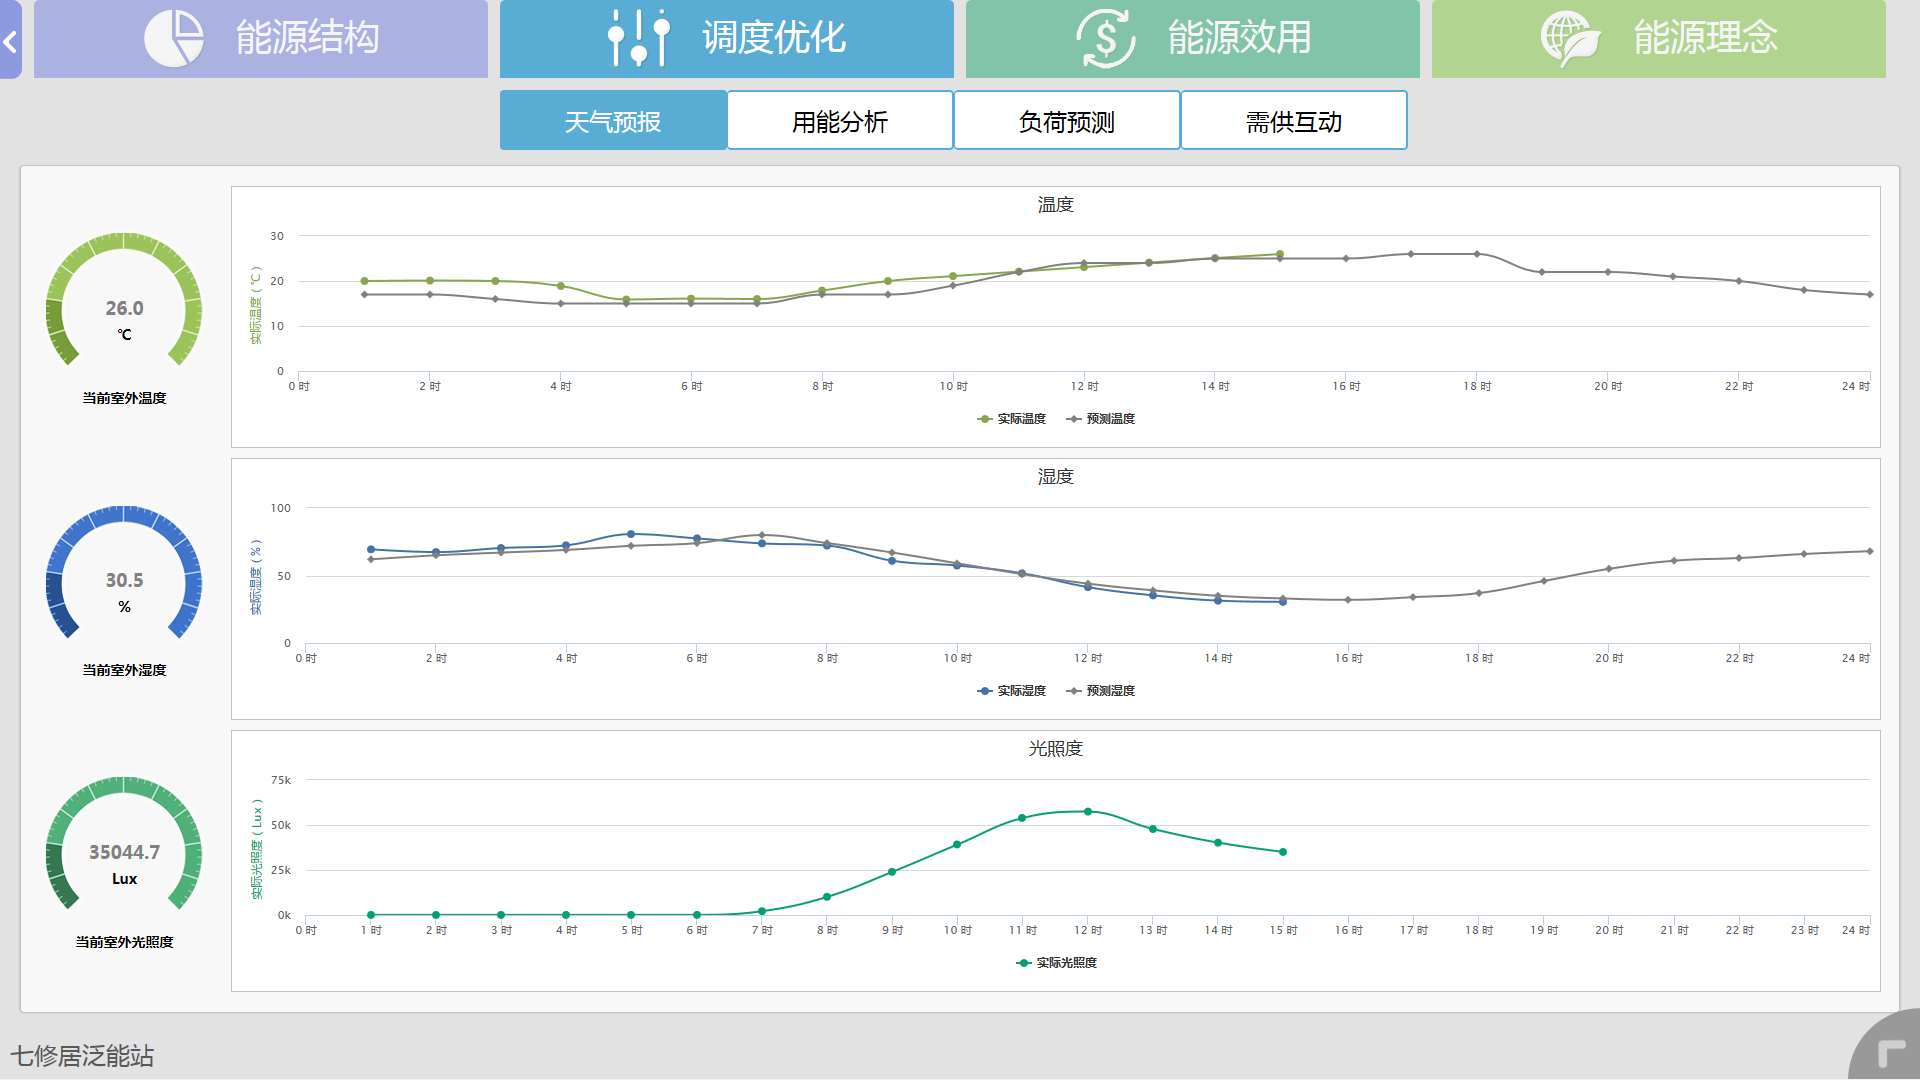 能源结构
调度优化
能源效用
能源理念
天气预报
用能分析
负荷预测
需供互动
26.0
℃
当前室外温度
温度
实际温度 ( ℃ )
30
20
10
0
0 时 2 时 4 时 6 时 8 时 10 时 12 时 14 时 16 时 18 时 20 时 22 时 24 时
实际温度 预测温度
30.5
%
当前室外湿度
湿度
实际湿度 ( % )
100
50
0
0 时 2 时 4 时 6 时 8 时 10 时 12 时 14 时 16 时 18 时 20 时 22 时 24 时
实际湿度 预测湿度
35044.7
Lux
当前室外光照度
光照度
实际光照度 ( Lux )
75k
50k
25k
0k
0 时 1 时 2 时 3 时 4 时 5 时 6 时 7 时 8 时 9 时 10 时 11 时 12 时 13 时 14 时 15 时 16 时 17 时 18 时 19 时 20 时 21 时 22 时 23 时 24 时
实际光照度
七修居泛能站